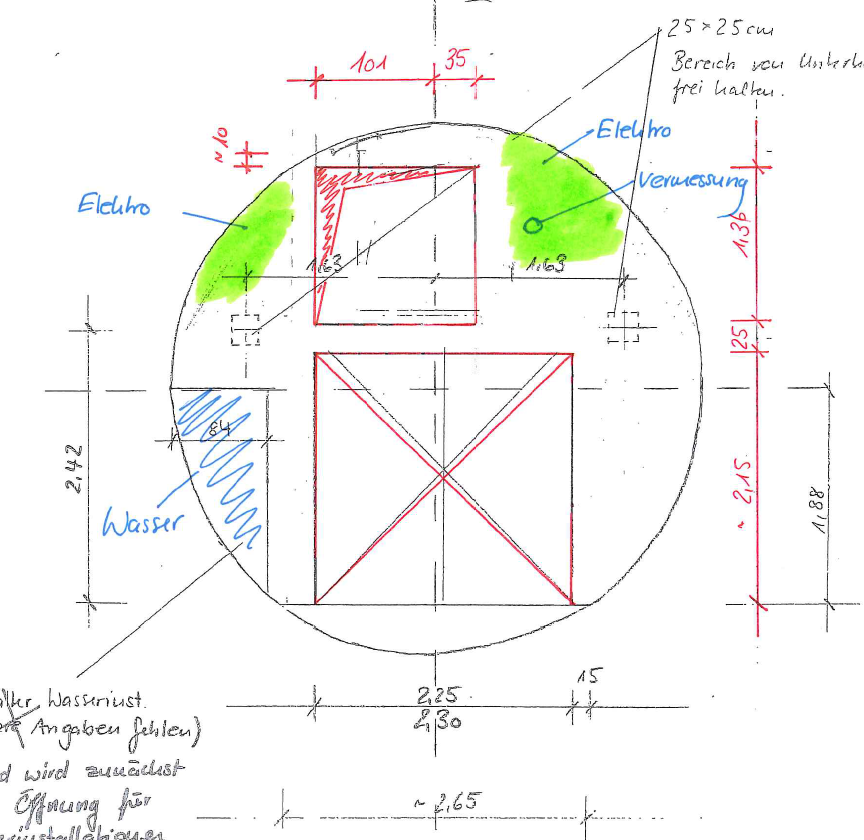 25 × 25 cm
Bereich von
frei halten.
101
35
~10
Elektro
Elektro
Vermessung
1,63
1,63
1,36
25
84
2,42
Wasser
~ 2,15
1,88
Wasserinst.
Angaben fehlen)
wird zunächst
Öffnung für
15
2,25
2,30
~ 2,65